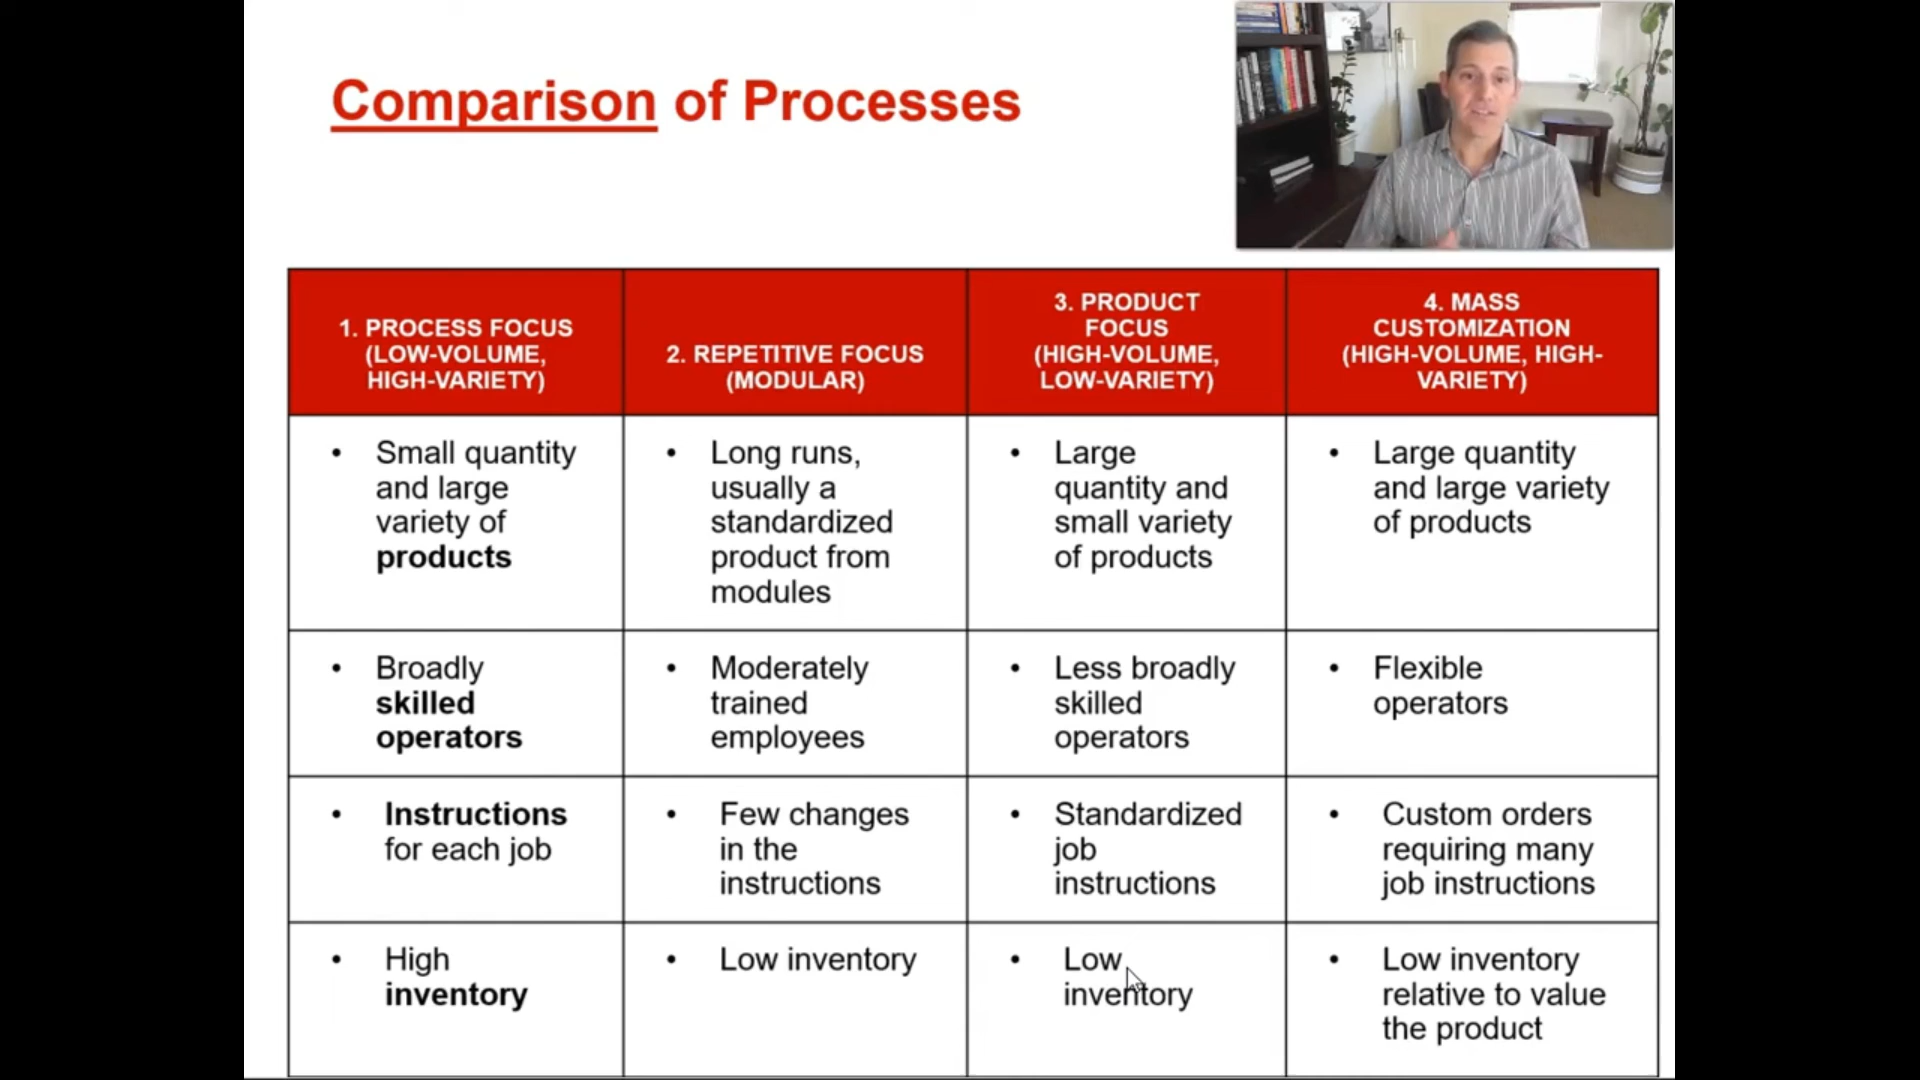 Comparison of Processes
1. PROCESS FOCUS
(LOW-VOLUME,
HIGH-VARIETY)
2. REPETITIVE FOCUS
(MODULAR)
3. PRODUCT
FOCUS
(HIGH-VOLUME,
LOW-VARIETY)
4. MASS
CUSTOMIZATION
(HIGH-VOLUME, HIGH-
VARIETY)
• Small quantity
and large
variety of
products
• Long runs,
usually a
standardized
product from
modules
• Large
quantity and
small variety
of products
• Large quantity
and large variety
of products
• Broadly
skilled
operators
• Moderately
trained
employees
• Less broadly
skilled
operators
• Flexible
operators
• Instructions
for each job
• Few changes
in the
instructions
• Standardized
job
instructions
• Custom orders
requiring many
job instructions
• High
inventory
• Low inventory
• Low
inventory
• Low inventory
relative to value
the product